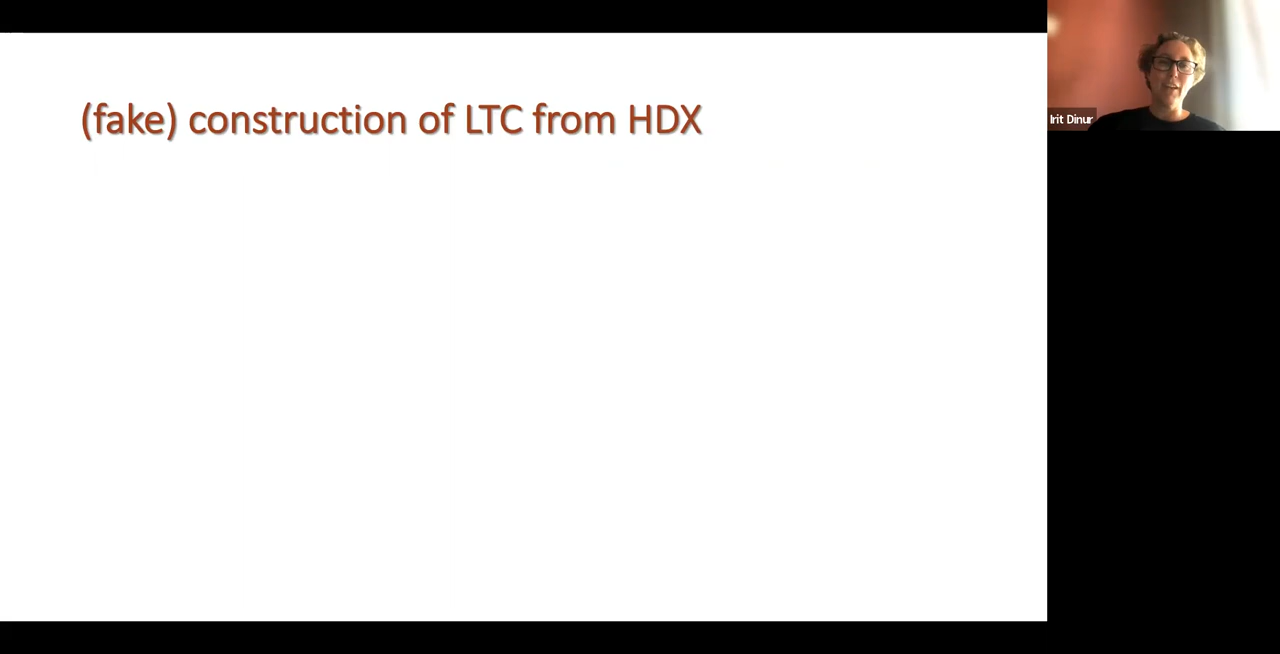 (fake) construction of LTC from HDX
Irit Dinur